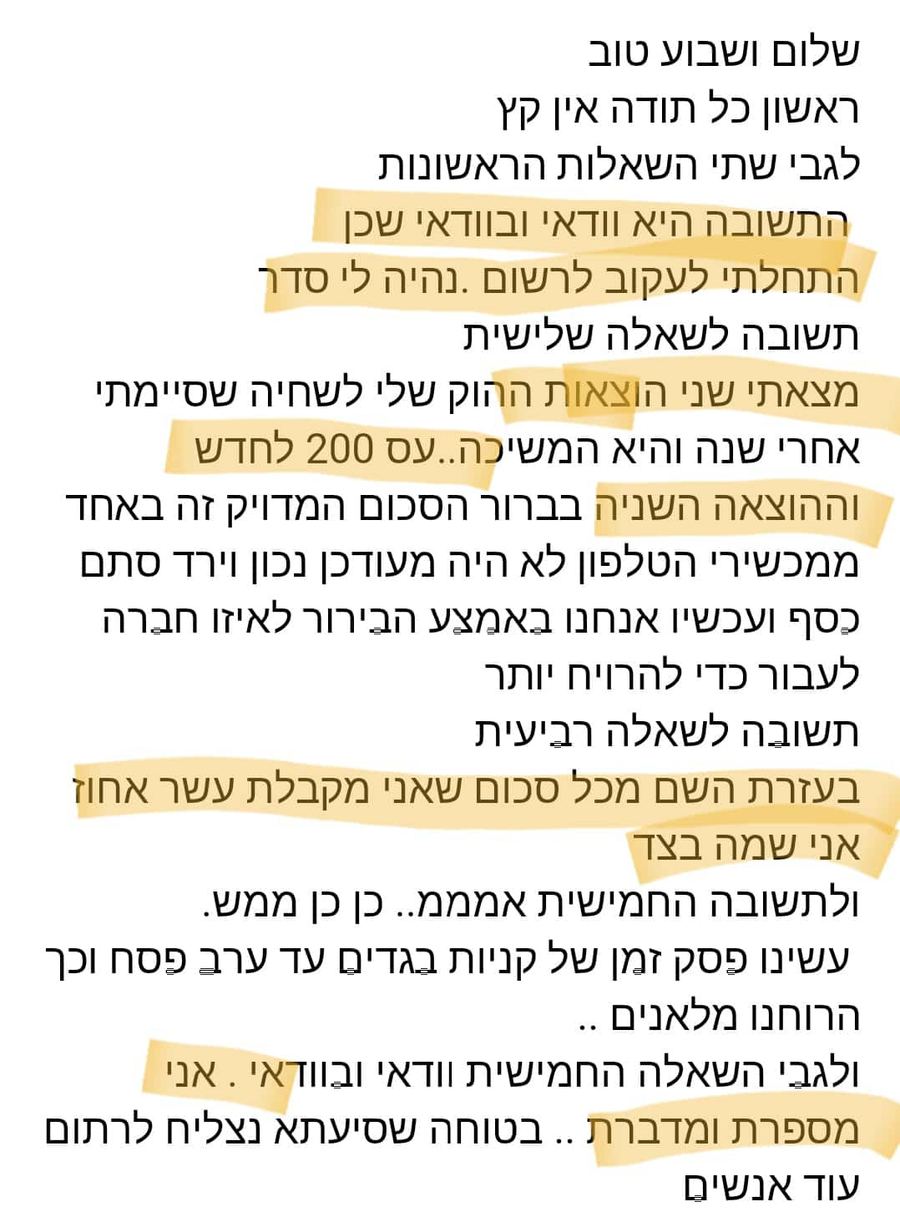 שלום ושבוע טוב
ראשון כל תודה אין קץ
לגבי שתי השאלות הראשונות
התשובה היא וודאי ובוודאי שכן
התחלתי לעקוב לרשום .נהיה לי סדר
תשובה לשאלה שלישית
מצאתי שני הוצאות ההוק שלי לשחיה שסיימתי
אחרי שנה והיא המשיכה..עס 200 לחדש
וההוצאה השניה בברור הסכום המדויק זה באחד
ממכשירי הטלפון לא היה מעודכן נכון וירד סתם
כסף ועכשיו אנחנו באמצע הבירור לאיזו חברה
לעבור כדי להרויח יותר
תשובה לשאלה רביעית
בעזרת השם מכל סכום שאני מקבלת עשר אחוז
אני שמה בצד
ולתשובה החמישית אמממ.. כן כן ממש.
עשינו פסק זמן של קניות בגדים עד ערב פסח וכך
הרוחנו מלאנים ..
ולגבי השאלה החמישית וודאי ובוודאי . אני
מספרת ומדברת .. בטוחה שסיעתא נצליח לרתום
עוד אנשים